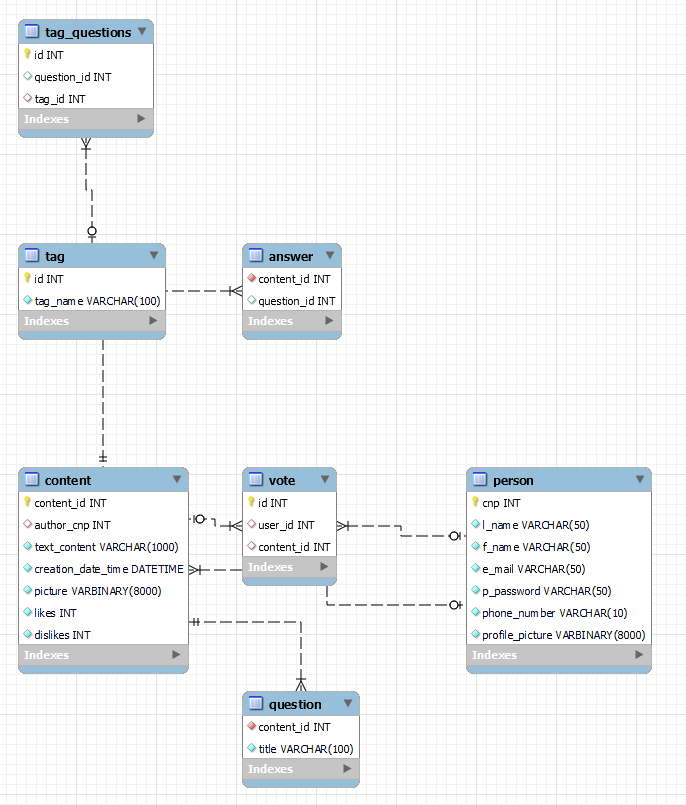 tag_questions
id INT
question_id INT
tag_id INT
Indexes
tag
id INT
tag_name VARCHAR(100)
Indexes
answer
content_id INT
question_id INT
Indexes
content
content_id INT
author_cnp INT
text_content VARCHAR(1000)
creation_date_time DATETIME
picture VARBINARY(8000)
likes INT
dislikes INT
Indexes
vote
id INT
user_id INT
content_id INT
Indexes
person
cnp INT
l_name VARCHAR(50)
f_name VARCHAR(50)
e_mail VARCHAR(50)
p_password VARCHAR(50)
phone_number VARCHAR(10)
profile_picture VARBINARY(8000)
Indexes
question
content_id INT
title VARCHAR(100)
Indexes